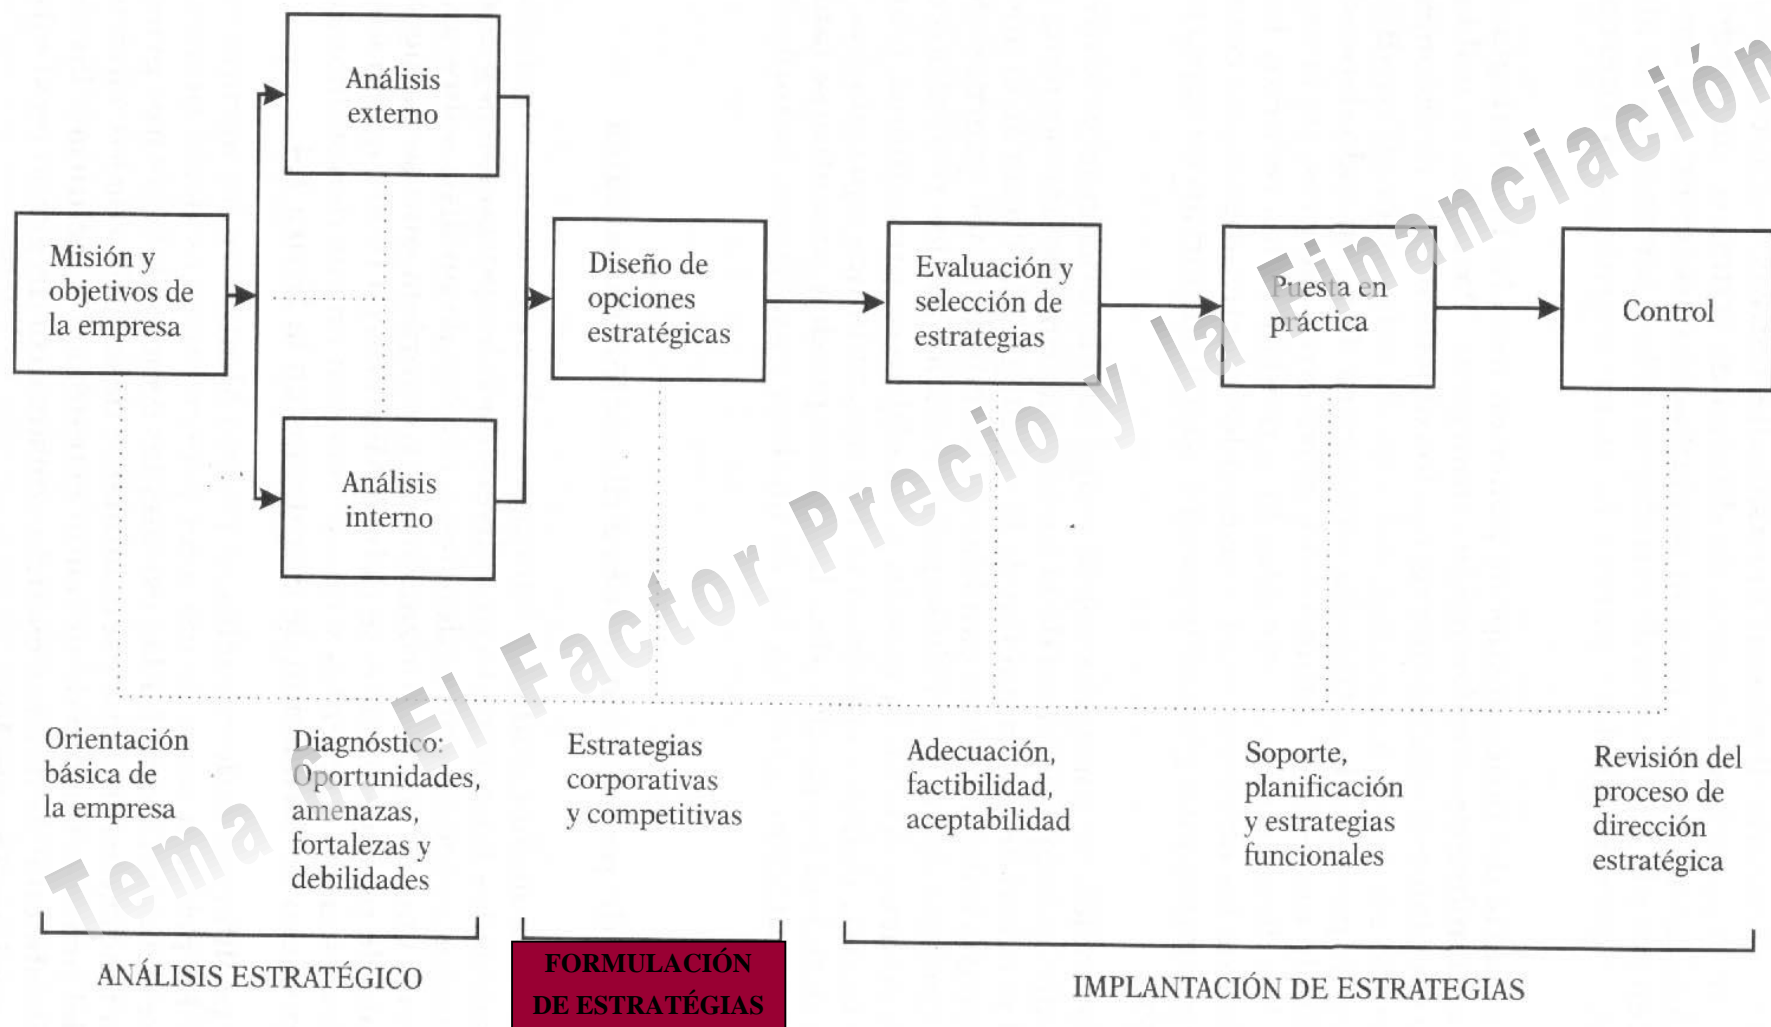 Análisis
externo
Misión y
objetivos de
la empresa
Diseño de
opciones
estratégicas
Evaluación y
selección de
estrategias
Puesta en
práctica
Control
Análisis
interno
Orientación
básica de
la empresa
Diagnóstico:
Oportunidades,
amenazas,
fortalezas y
debilidades
Estrategias
corporativas
y competitivas
Adecuación,
factibilidad,
aceptabilidad
Soporte,
planificación
y estrategias
funcionales
Revisión del
proceso de
dirección
estratégica
ANÁLISIS ESTRATÉGICO
FORMULACIÓN
DE ESTRATÉGIAS
IMPLANTACIÓN DE ESTRATEGIAS
Tema 6. El Factor Precio y la Financiación